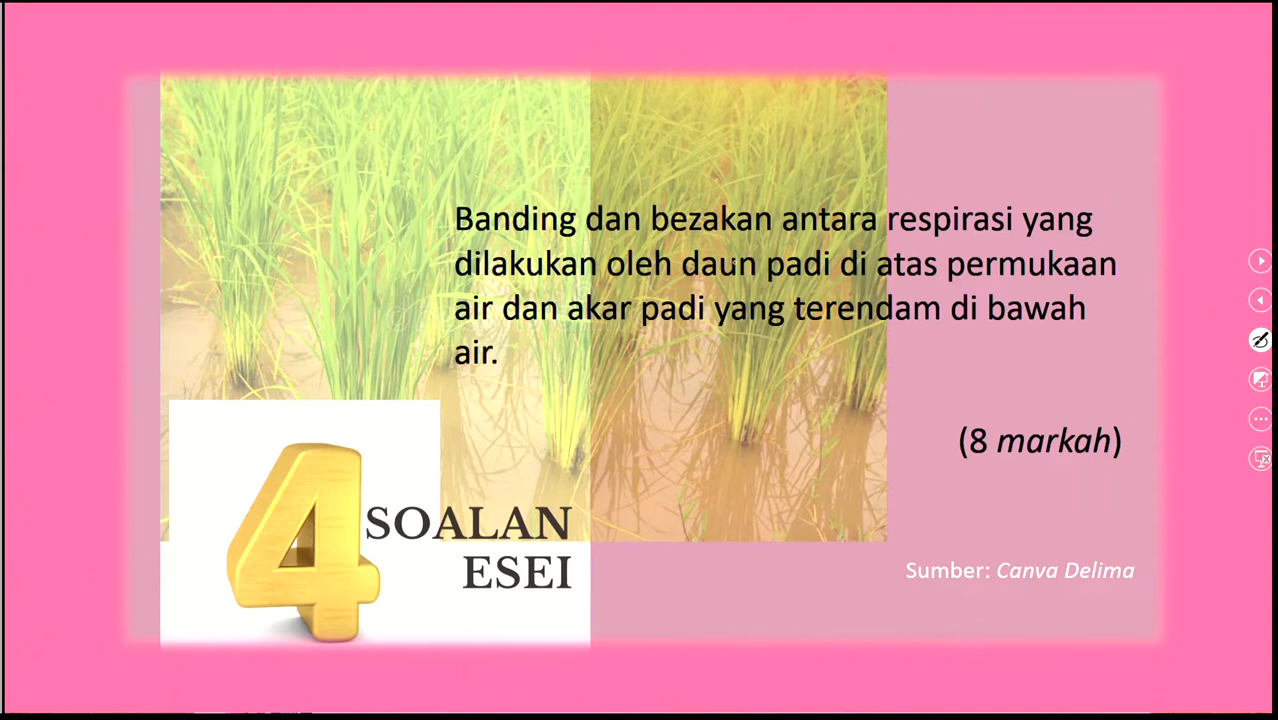 Banding dan bezakan antara respirasi yang
dilakukan oleh daun padi di atas permukaan
air dan akar padi yang terendam di bawah
air.
(8 markah)
4
SOALAN
ESEI
Sumber: Canva Delima